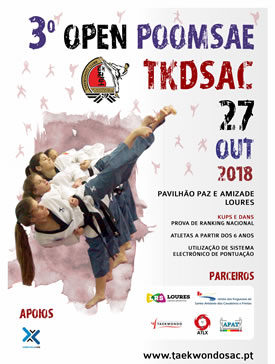 3º OPEN POOMSAE
TKDSAC
27
OUT
2018
PAVILHÃO PAZ E AMIZADE
LOURES
KUPS E DANS
PROVA DE RANKING NACIONAL
ATLETAS A PARTIR DOS 6 ANOS
UTILIZAÇÃO DE SISTEMA
ELECTRÓNICO DE PONTUAÇÃO
PARCEIROS
APOIOS
LOURES
TAEKWONDO
ATLX
APAT
www.taekwondosac.pt